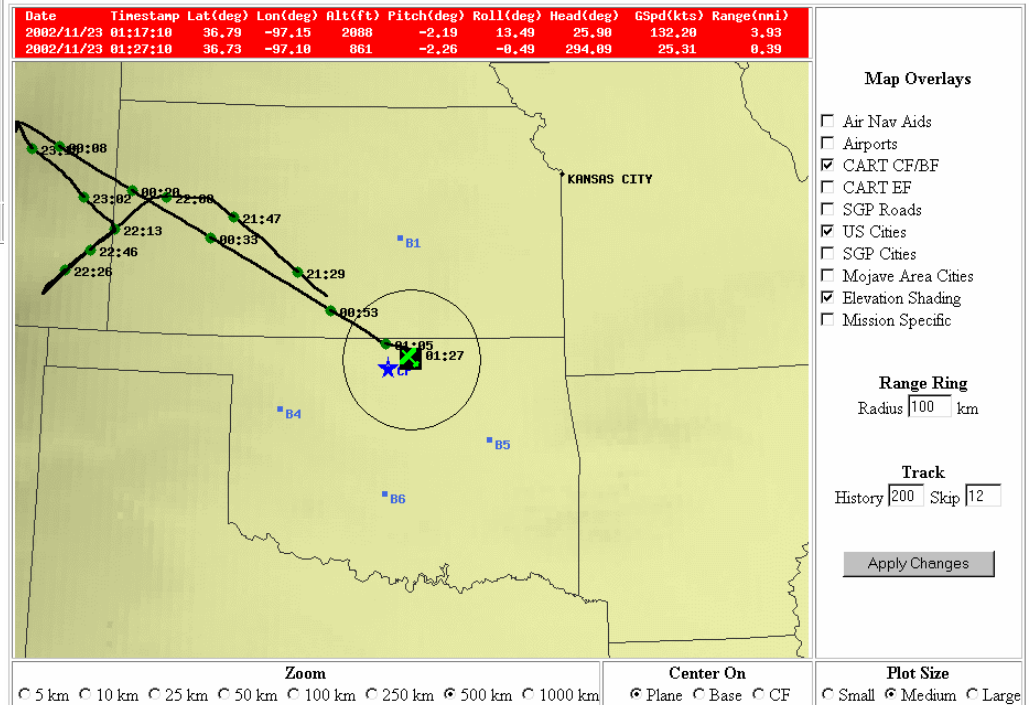 Date Timestamp Lat(deg) Lon(deg) Alt(ft) Pitch(deg) Roll(deg) Head(deg) GSpd(kts) Range(nmi)
2002/11/23 01:17:10 36.79 -97.15 2088 -2.19 13.49 25.90 132.20 3.93
2002/11/23 01:27:10 36.73 -97.10 861 -2.26 -0.49 294.09 25.31 0.39
Map Overlays
Air Nav Aids
Airports
CART CF/BF
CART EF
SGP Roads
US Cities
SGP Cities
Mojave Area Cities
Elevation Shading
Mission Specific
Range Ring
Radius 100 km
Track
History 200 Skip 12
Apply Changes
00:08
23:02
00:20
22:00
KANSAS CITY
21:47
22:13
00:33
B1
22:46
22:26
21:29
00:53
01:05
01:27
CF
B4
B5
B6
Zoom
5 km 10 km 25 km 50 km 100 km 250 km 500 km 1000 km
Center On
Plane Base CF
Plot Size
Small Medium Large